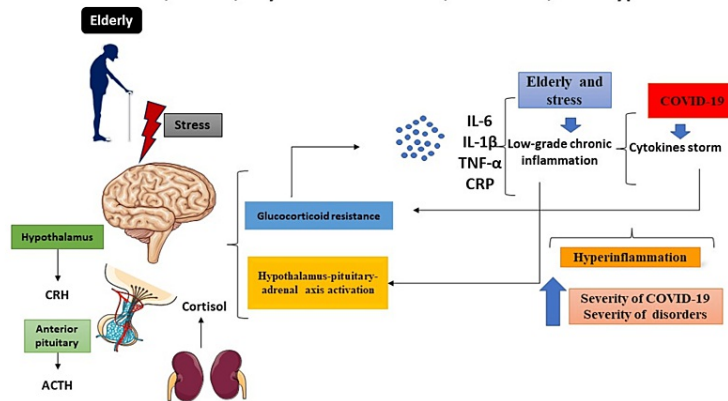 Elderly
Stress
Hypothalamus
CRH
Anterior
pituitary
ACTH
Cortisol
Glucocorticoid resistance
Hypothalamus-pituitary-
adrenal axis activation
IL-6
IL-1β
TNF-α
CRP
Elderly and
stress
Low-grade chronic
inflammation
COVID-19
Cytokines storm
Hyperinflammation
Severity of COVID-19
Severity of disorders